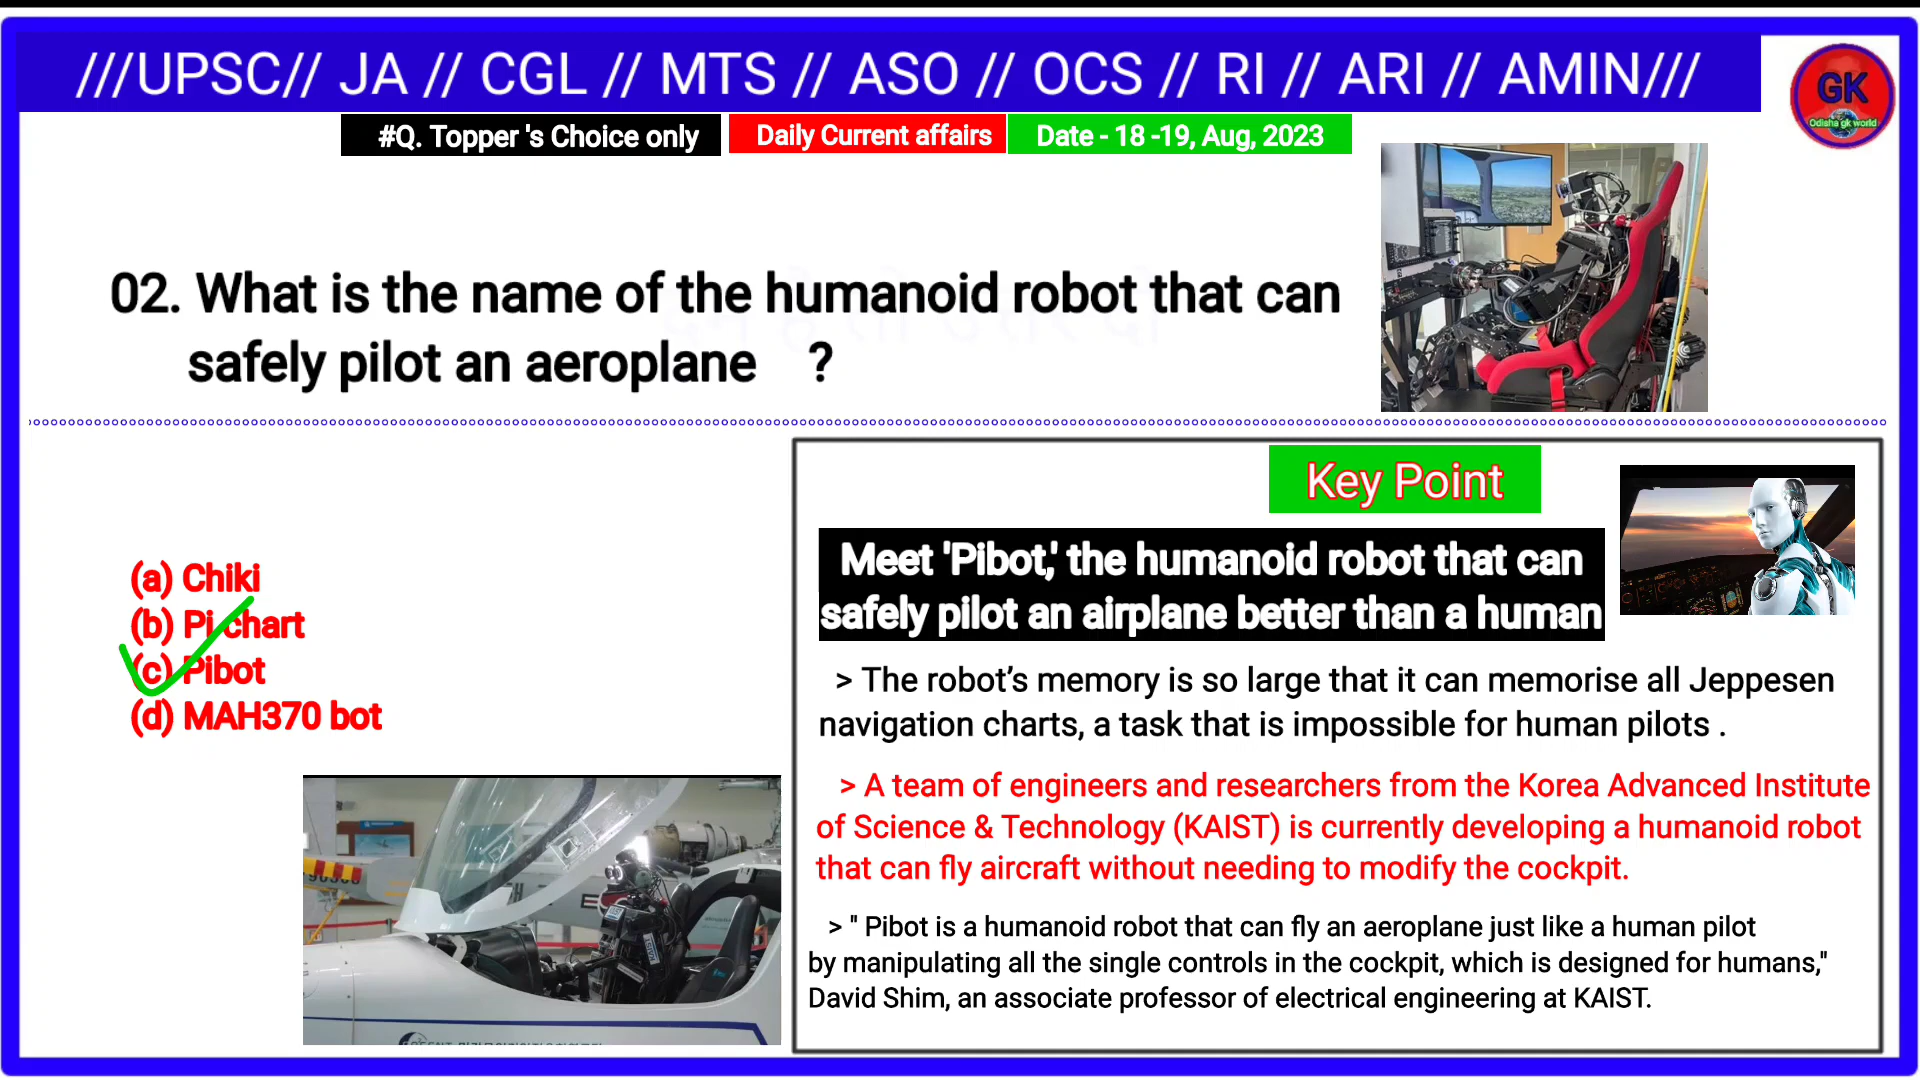 ///UPSC// JA // CGL // MTS // ASO // OCS // RI // ARI // AMIN///
GK
Odisha gk world
#Q. Topper 's Choice only
Daily Current affairs
Date - 18 -19, Aug, 2023
02. What is the name of the humanoid robot that can
safely pilot an aeroplane ?
(a) Chiki
(b) Pi chart
(c) Pibot
(d) MAH370 bot
Key Point
Meet 'Pibot,' the humanoid robot that can
safely pilot an airplane better than a human
> The robot’s memory is so large that it can memorise all Jeppesen
navigation charts, a task that is impossible for human pilots .
> A team of engineers and researchers from the Korea Advanced Institute
of Science & Technology (KAIST) is currently developing a humanoid robot
that can fly aircraft without needing to modify the cockpit.
> " Pibot is a humanoid robot that can fly an aeroplane just like a human pilot
by manipulating all the single controls in the cockpit, which is designed for humans,"
David Shim, an associate professor of electrical engineering at KAIST.